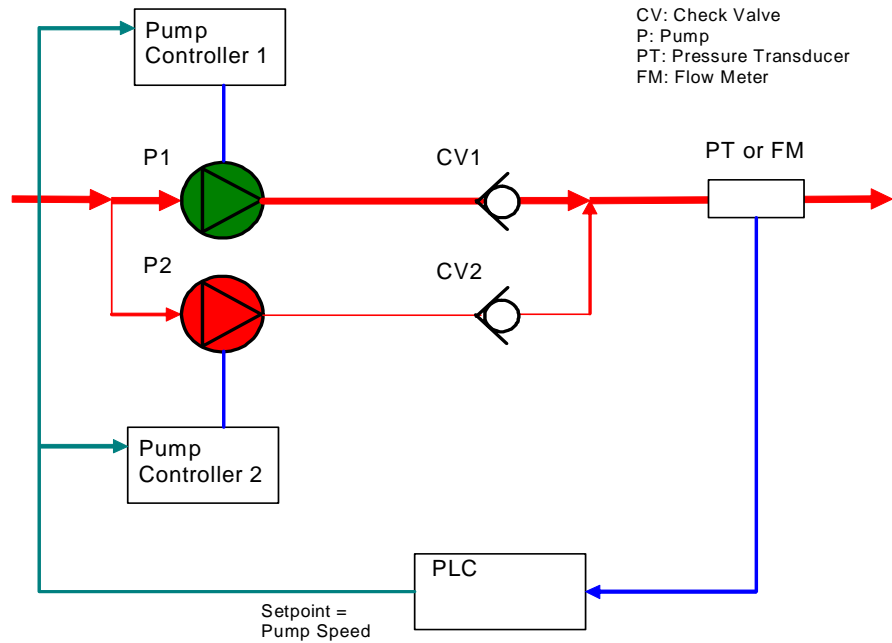 Pump
Controller 1
CV: Check Valve
P: Pump
PT: Pressure Transducer
FM: Flow Meter
P1
CV1
PT or FM
P2
CV2
Pump
Controller 2
PLC
Setpoint =
Pump Speed